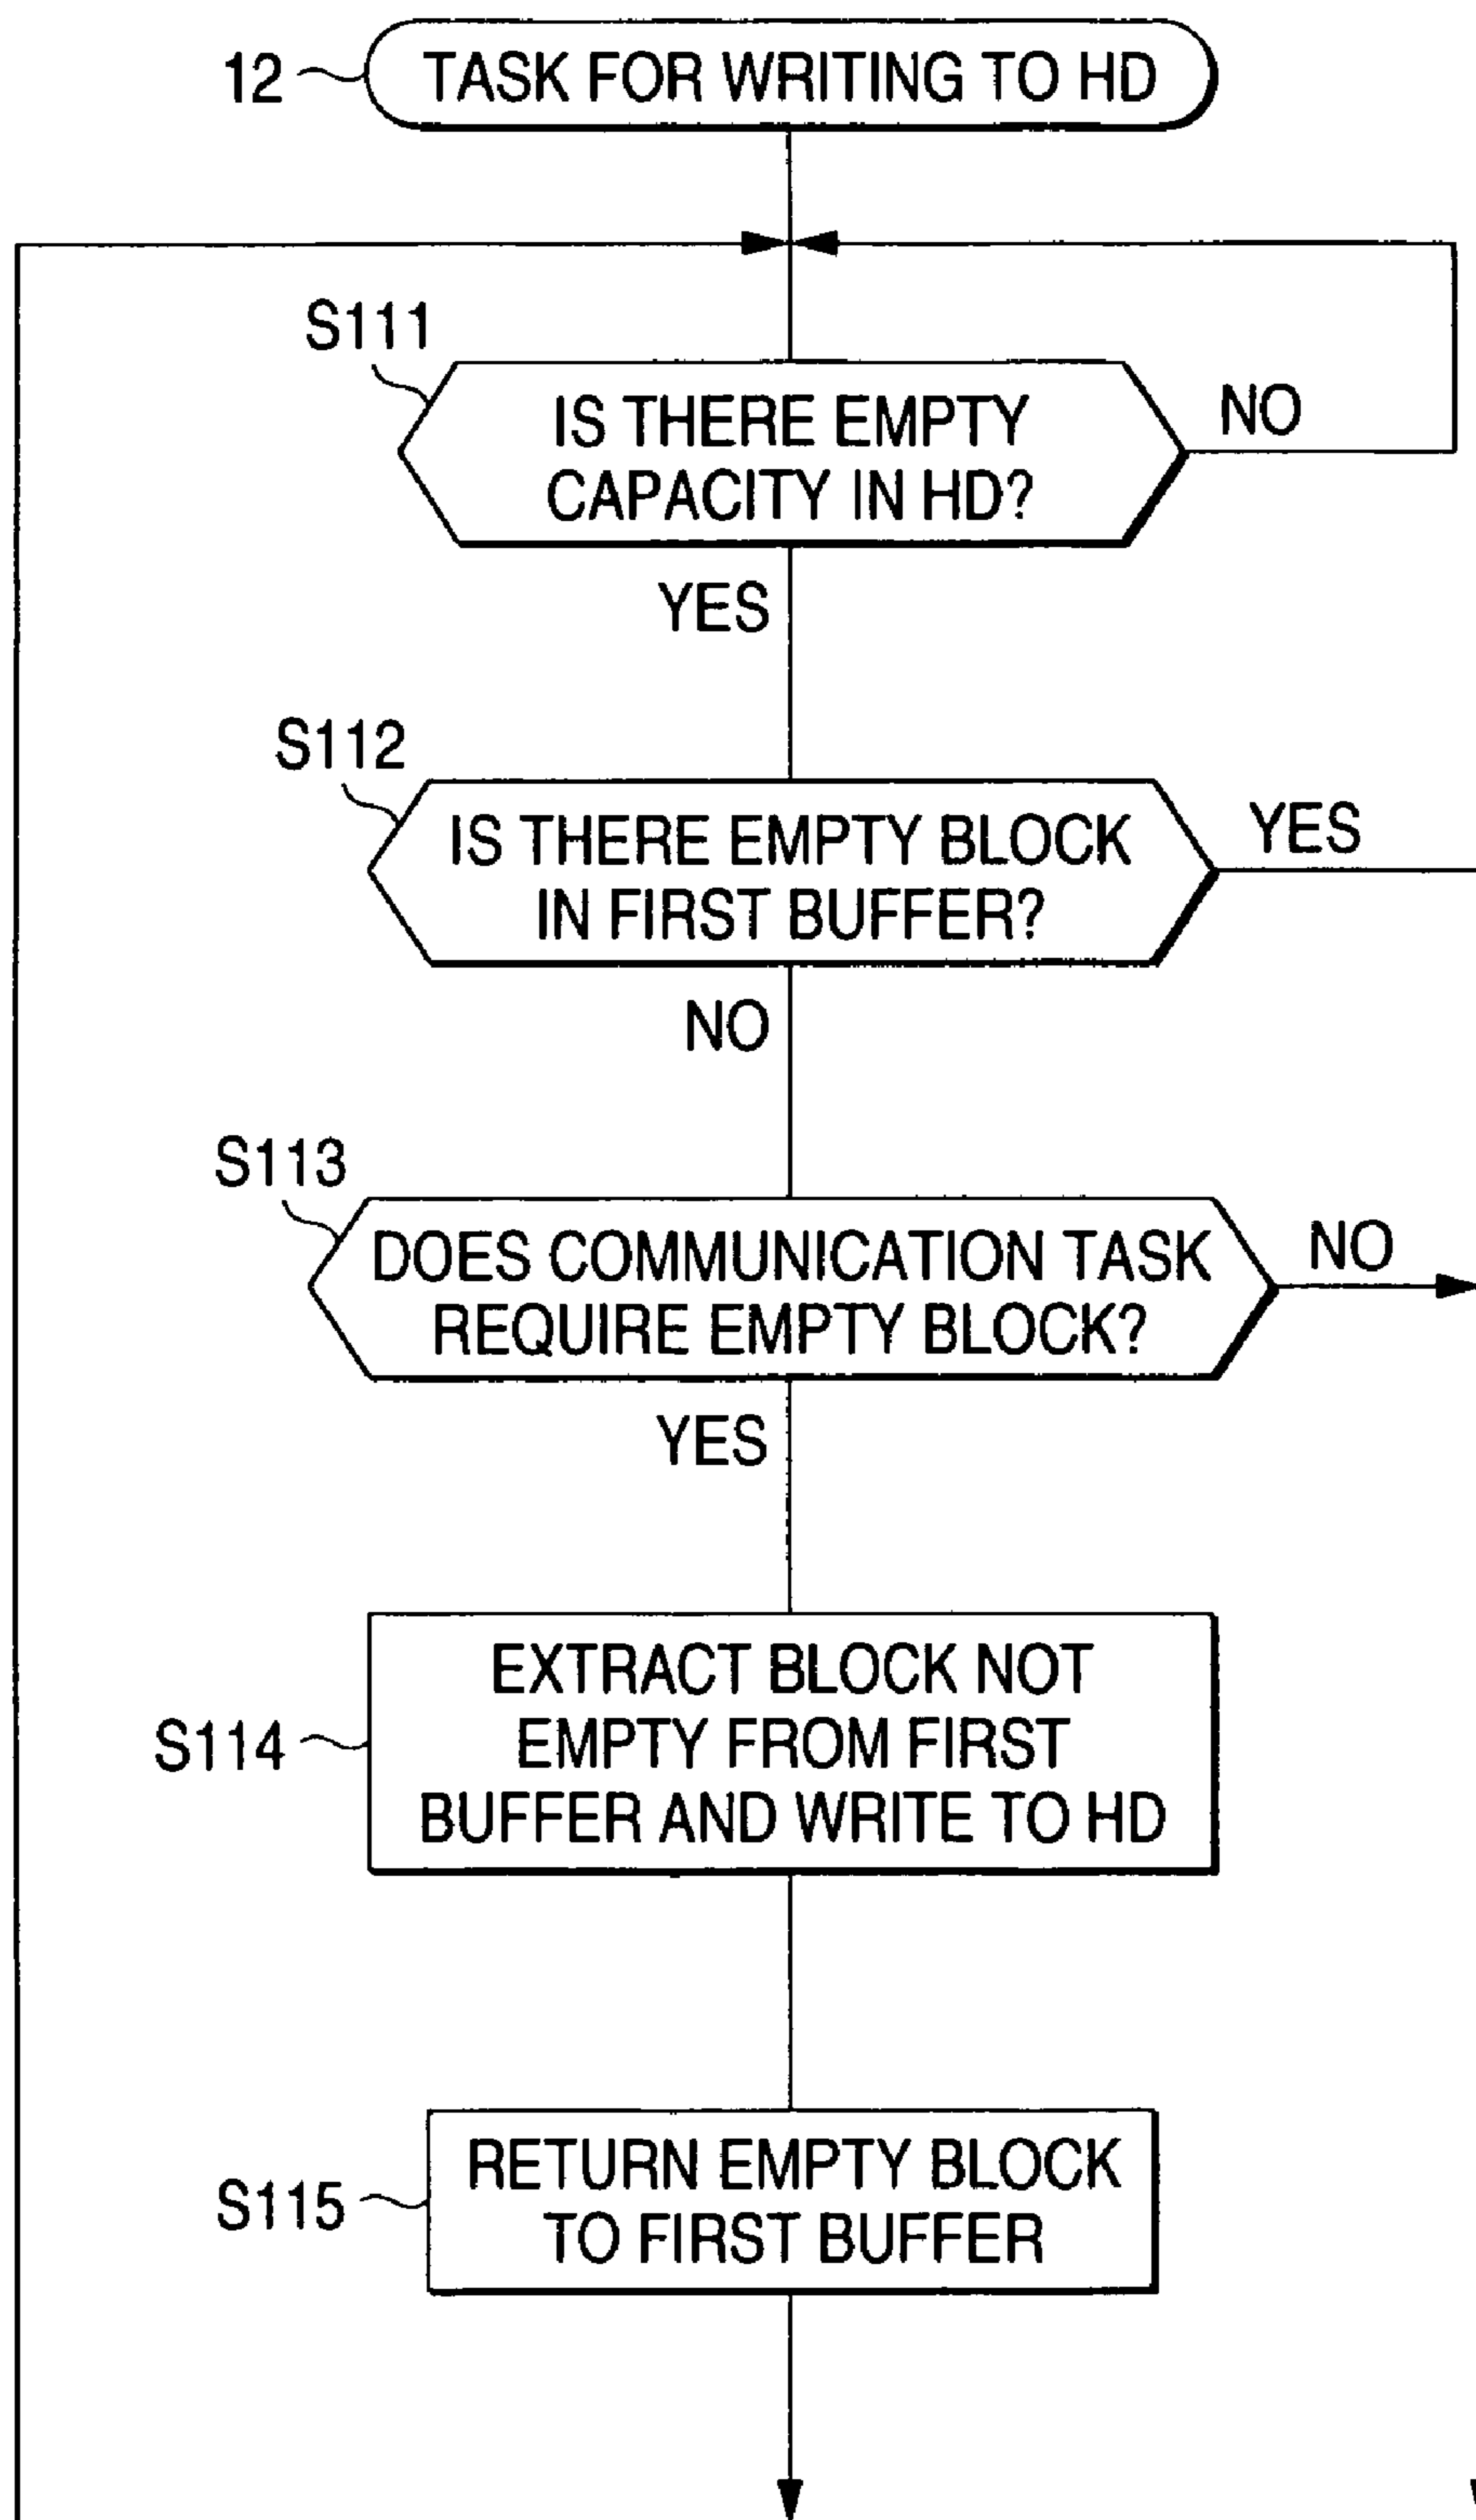 12
TASK FOR WRITING TO HD
S111
IS THERE EMPTY
CAPACITY IN HD?
NO
YES
S112
IS THERE EMPTY BLOCK
IN FIRST BUFFER?
YES
NO
S113
DOES COMMUNICATION TASK
REQUIRE EMPTY BLOCK?
NO
YES
S114
EXTRACT BLOCK NOT
EMPTY FROM FIRST
BUFFER AND WRITE TO HD
S115
RETURN EMPTY BLOCK
TO FIRST BUFFER